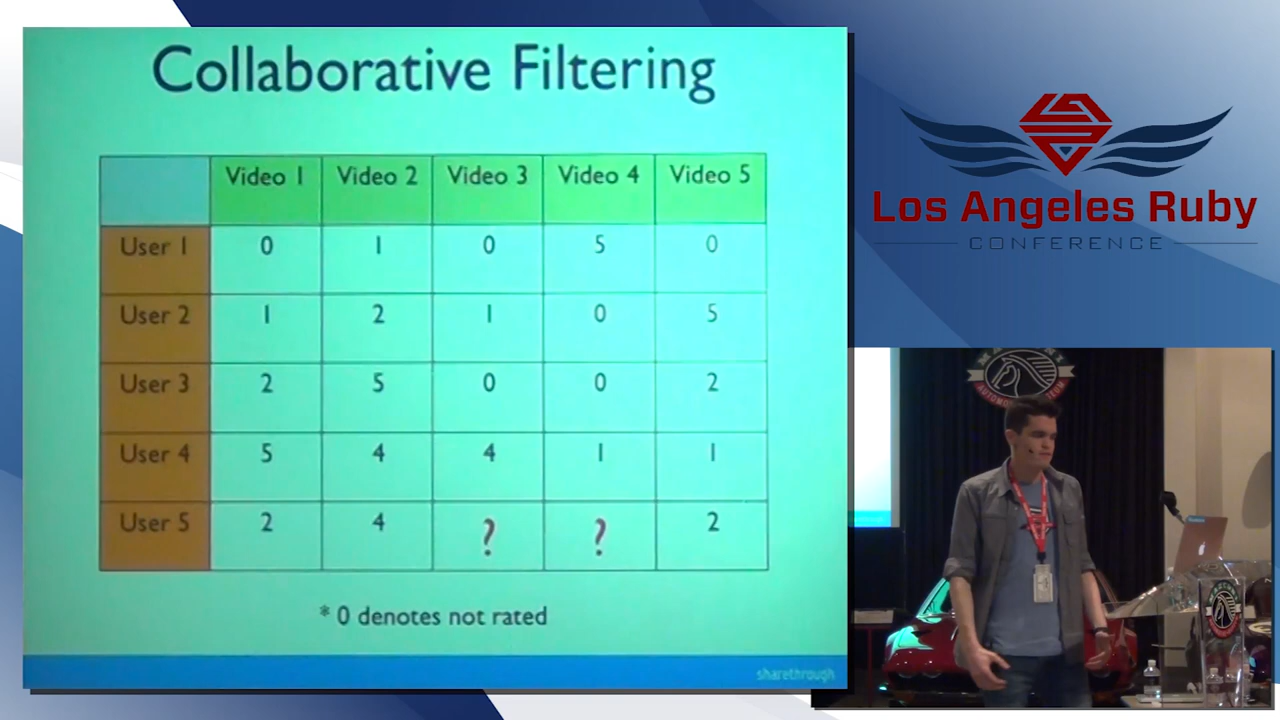 Collaborative Filtering
Video 1 Video 2 Video 3 Video 4 Video 5
User 1 0 1 0 5 0
User 2 1 2 1 0 5
User 3 2 5 0 0 2
User 4 5 4 4 1 1
User 5 2 4 ? ? 2
* 0 denotes not rated
sharethrough
Los Angeles Ruby
CONFERENCE